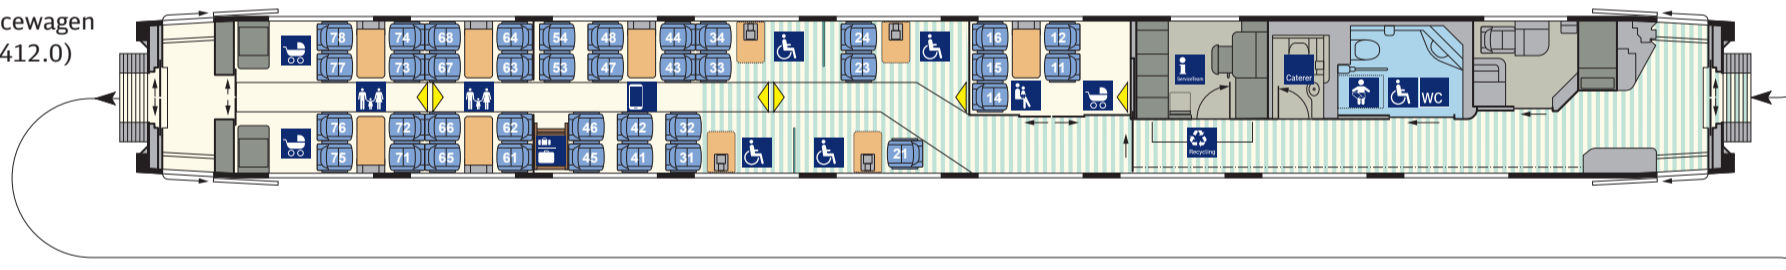 cewagen
412.0)
78 74 68 64 54 48 44 34 24 16 12
77 73 67 63 53 47 43 33 23 15 11
14
76 72 66 62 46 42 32
75 71 65 61 45 41 31 21
ServiceTeam
Caterer
WC
Recycling